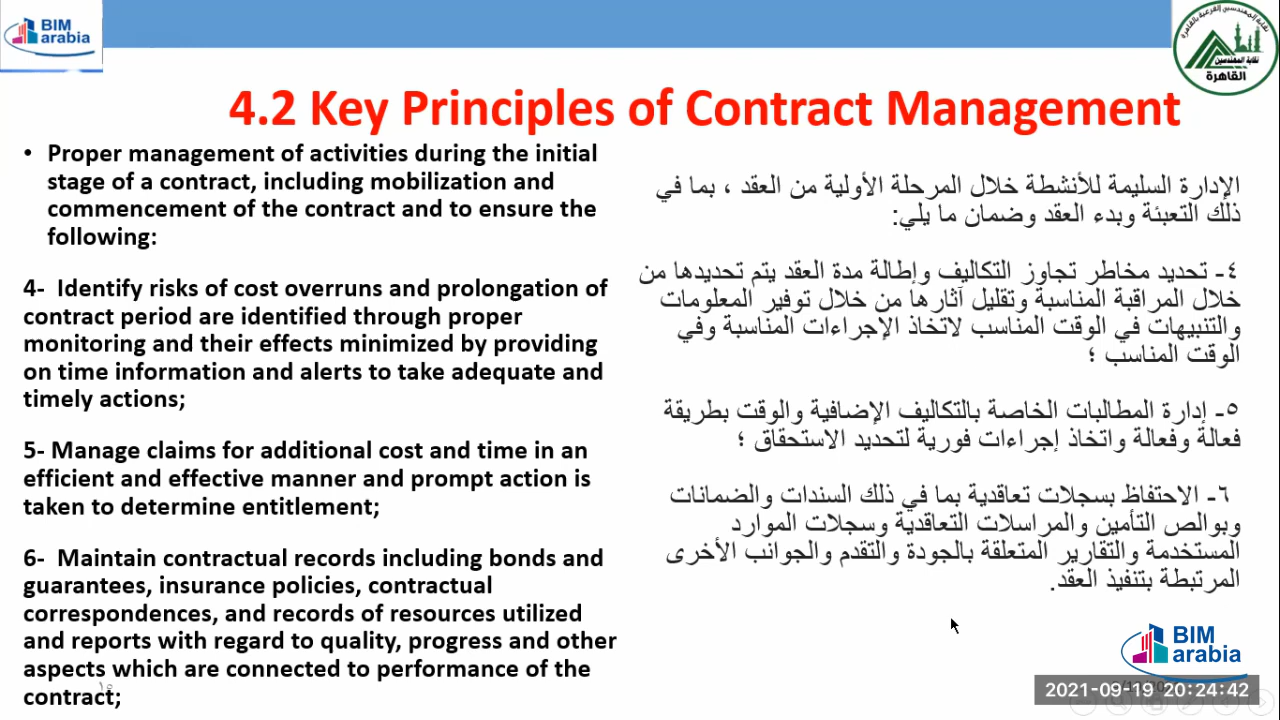 BIM
arabia
نقابة المهندسين الفرعية بالقاهرة
نقابة المهندسين
القاهرة
4.2 Key Principles of Contract Management
• Proper management of activities during the initial
stage of a contract, including mobilization and
commencement of the contract and to ensure the
following:
4- Identify risks of cost overruns and prolongation of
contract period are identified through proper
monitoring and their effects minimized by providing
on time information and alerts to take adequate and
timely actions;
5- Manage claims for additional cost and time in an
efficient and effective manner and prompt action is
taken to determine entitlement;
6- Maintain contractual records including bonds and
guarantees, insurance policies, contractual
correspondences, and records of resources utilized
and reports with regard to quality, progress and other
aspects which are connected to performance of the
contract;
١٥
الإدارة السليمة للأنشطة خلال المرحلة الأولية من العقد ، بما في
ذلك التعبئة وبدء العقد وضمان ما يلي:
٤- تحديد مخاطر تجاوز التكاليف وإطالة مدة العقد يتم تحديدها من
خلال المراقبة المناسبة وتقليل آثارها من خلال توفير المعلومات
والتنبيهات في الوقت المناسب لاتخاذ الإجراءات المناسبة وفي
الوقت المناسب ؛
٥- إدارة المطالبات الخاصة بالتكاليف الإضافية والوقت بطريقة
فعالة وفعالة واتخاذ إجراءات فورية لتحديد الاستحقاق ؛
٦- الاحتفاظ بسجلات تعاقدية بما في ذلك السندات والضمانات
وبوالص التأمين والمراسلات التعاقدية وسجلات الموارد
المستخدمة والتقارير المتعلقة بالجودة والتقدم والجوانب الأخرى
المرتبطة بتنفيذ العقد.
BIM
arabia
2021-09-19 20:24:42